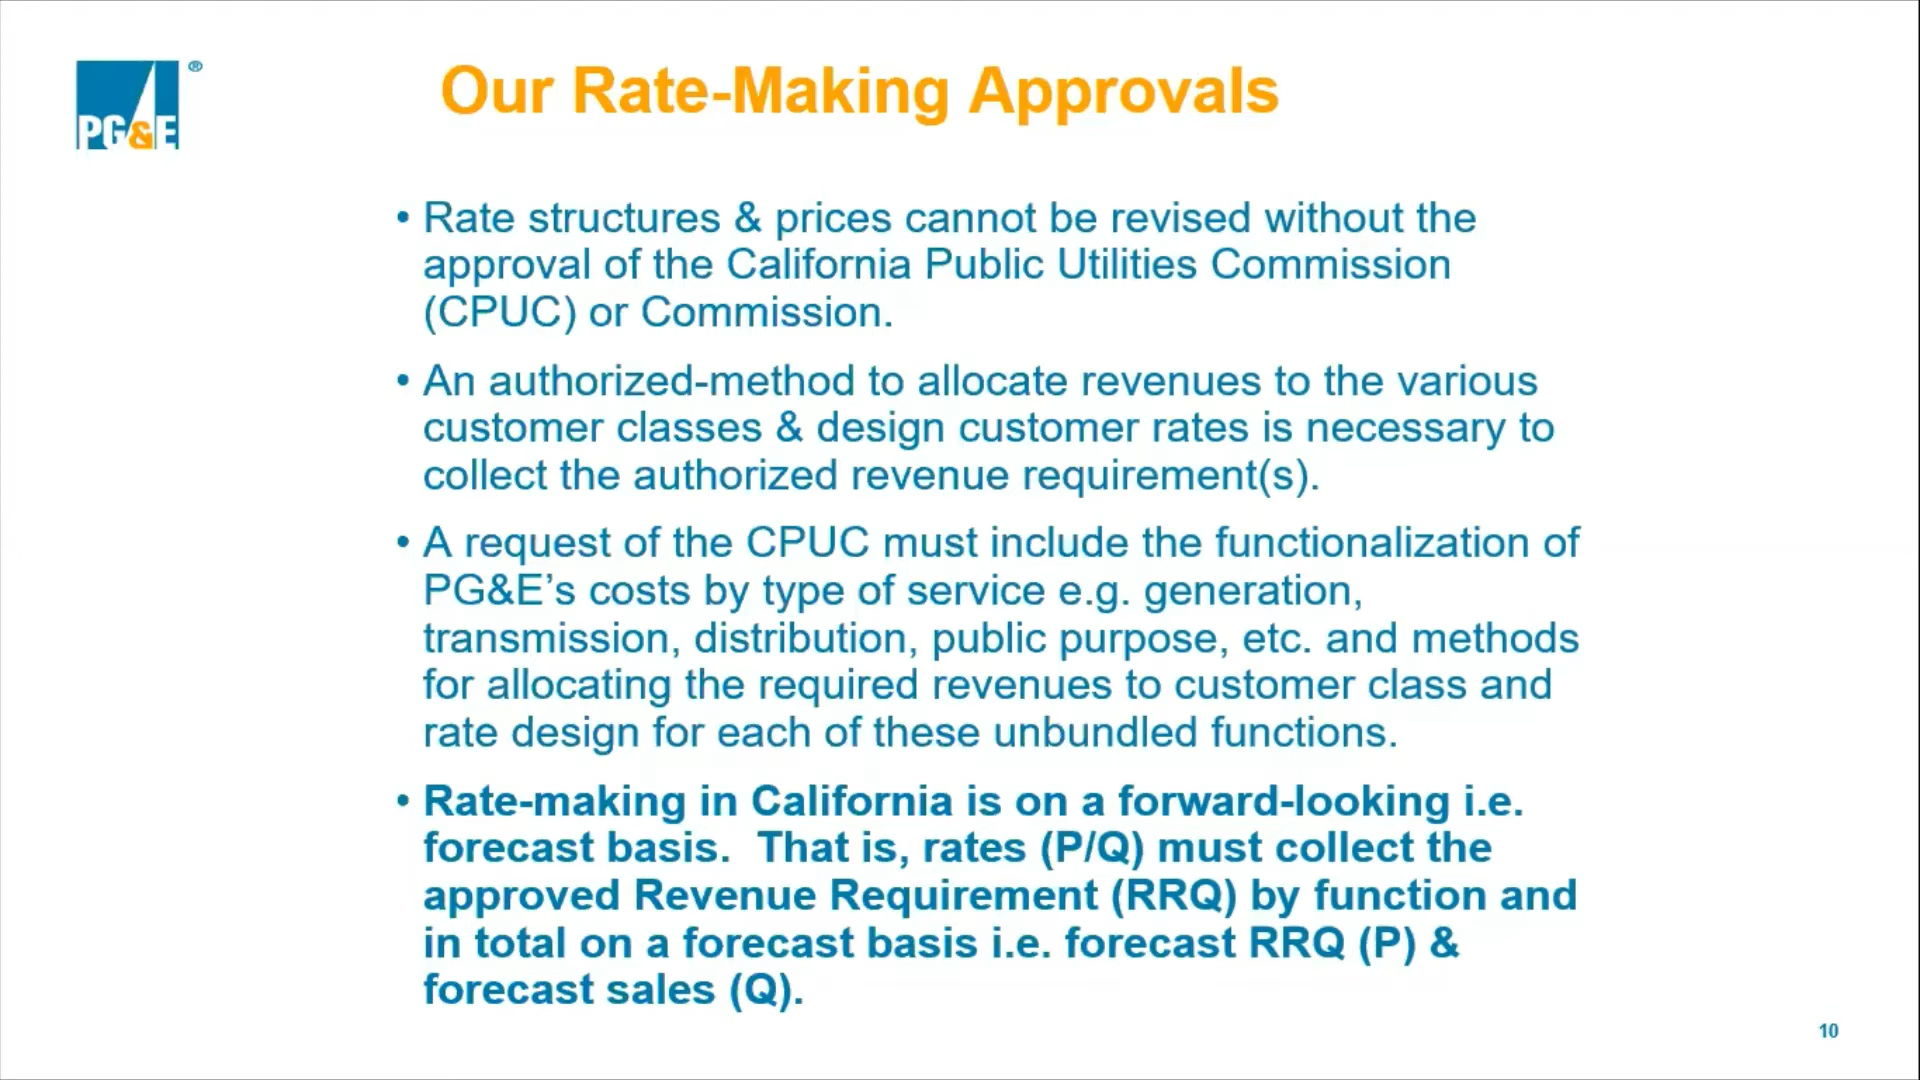 PG&E ®
Our Rate-Making Approvals
• Rate structures & prices cannot be revised without the
approval of the California Public Utilities Commission
(CPUC) or Commission.
• An authorized-method to allocate revenues to the various
customer classes & design customer rates is necessary to
collect the authorized revenue requirement(s).
• A request of the CPUC must include the functionalization of
PG&E’s costs by type of service e.g. generation,
transmission, distribution, public purpose, etc. and methods
for allocating the required revenues to customer class and
rate design for each of these unbundled functions.
• Rate-making in California is on a forward-looking i.e.
forecast basis.  That is, rates (P/Q) must collect the
approved Revenue Requirement (RRQ) by function and
in total on a forecast basis i.e. forecast RRQ (P) &
forecast sales (Q).
10